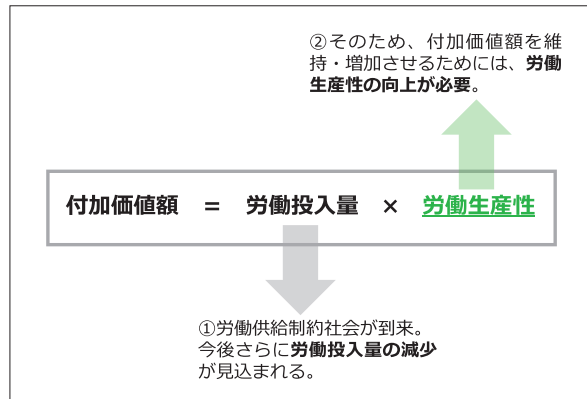 ②そのため、付加価値額を維
持・増加させるためには、労働
生産性の向上が必要。
付加価値額 = 労働投入量 × 労働生産性
①労働供給制約社会が到来。
今後さらに労働投入量の減少
が見込まれる。